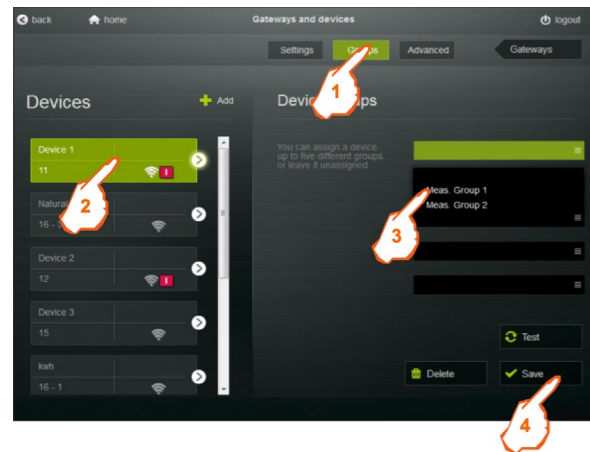 back
home
Gateways and devices
logout
Settings
Advanced
Gateways
1
Devices
Add
Device 1
11
2
16 -
Device 2
12
Device 3
15
kwh
16 - 1
You can assign a device
up to five different groups,
or leave it unassigned
Meas. Group 1
Meas. Group 2
3
Test
Delete
Save
4